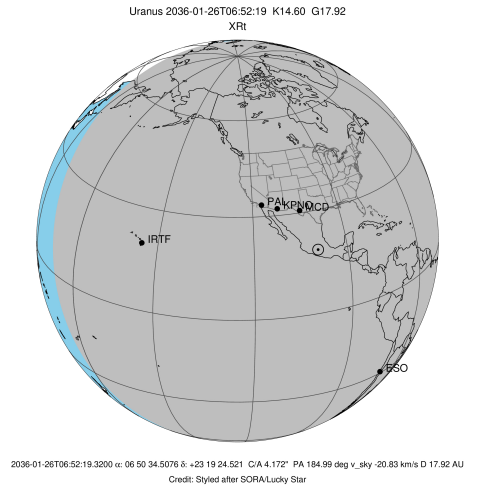 Uranus 2036-01-26T06:52:19 K14.60 G17.92
XRt
PAL KPNO MCD
IRTF
ESO
2036-01-26T06:52:19.3200 α: 06 50 34.5076 δ: +23 19 24.521 C/A 4.172" PA 184.99 deg v_sky -20.83 km/s D 17.92 AU
Credit: Styled after SORA/Lucky Star